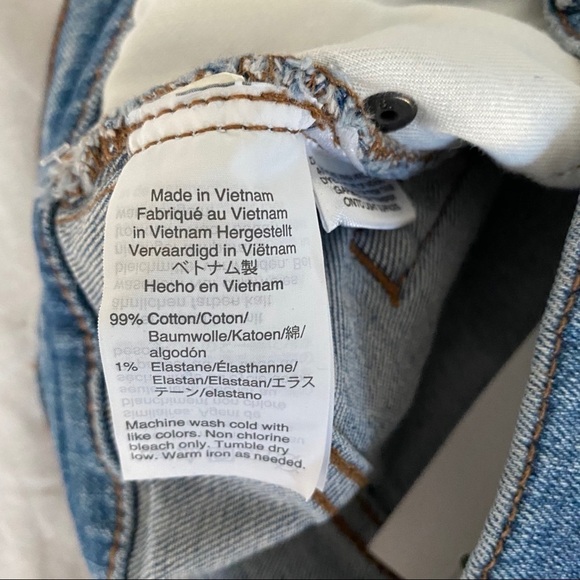 Made in Vietnam
Fabriqué au Vietnam
in Vietnam Hergestellt
Vervaardigd in Viëtnam
ベトナム製
Hecho en Vietnam
99% Cotton/Coton/
Baumwolle/Katoen/綿/
algodón
1% Elastane/Élasthanne/
Elastan/Elastaan/エラス
テーン/elastano
Machine wash cold with
like colors. Non chlorine
bleach only. Tumble dry
low. Warm iron as needed.